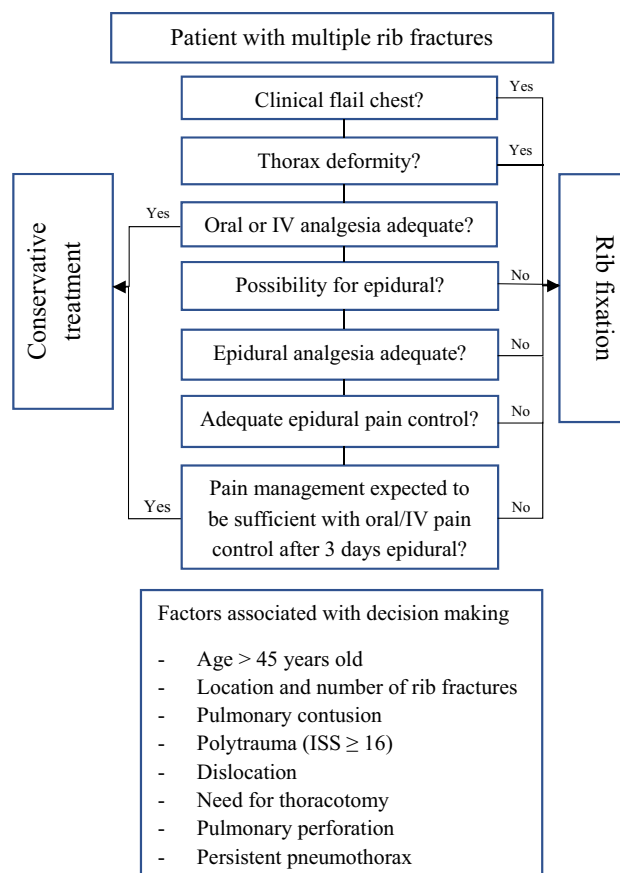 Patient with multiple rib fractures
Clinical flail chest?
Yes
Thorax deformity?
Yes
Oral or IV analgesia adequate?
Yes
Possibility for epidural?
No
Epidural analgesia adequate?
No
Adequate epidural pain control?
No
Pain management expected to
be sufficient with oral/IV pain
control after 3 days epidural?
Yes
No
Conservative
treatment
Rib fixation
Factors associated with decision making
- Age > 45 years old
- Location and number of rib fractures
- Pulmonary contusion
- Polytrauma (ISS ≥ 16)
- Dislocation
- Need for thoracotomy
- Pulmonary perforation
- Persistent pneumothorax